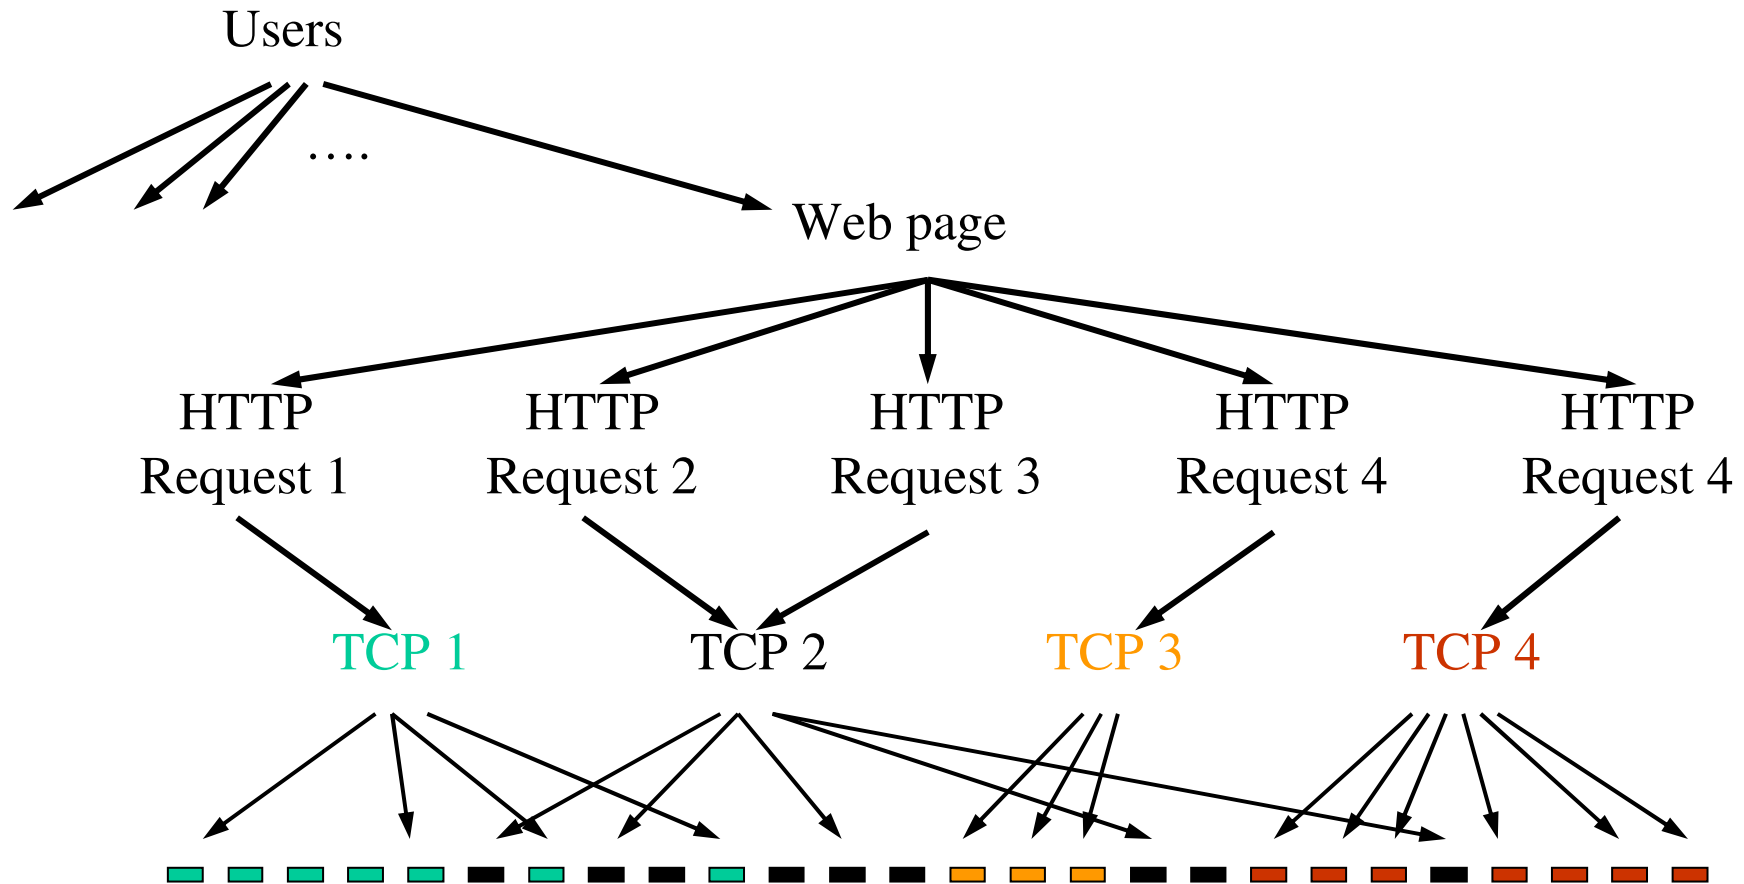 Users
....
Web page
HTTP HTTP HTTP HTTP HTTP
Request 1 Request 2 Request 3 Request 4 Request 4
TCP 1 TCP 2 TCP 3 TCP 4